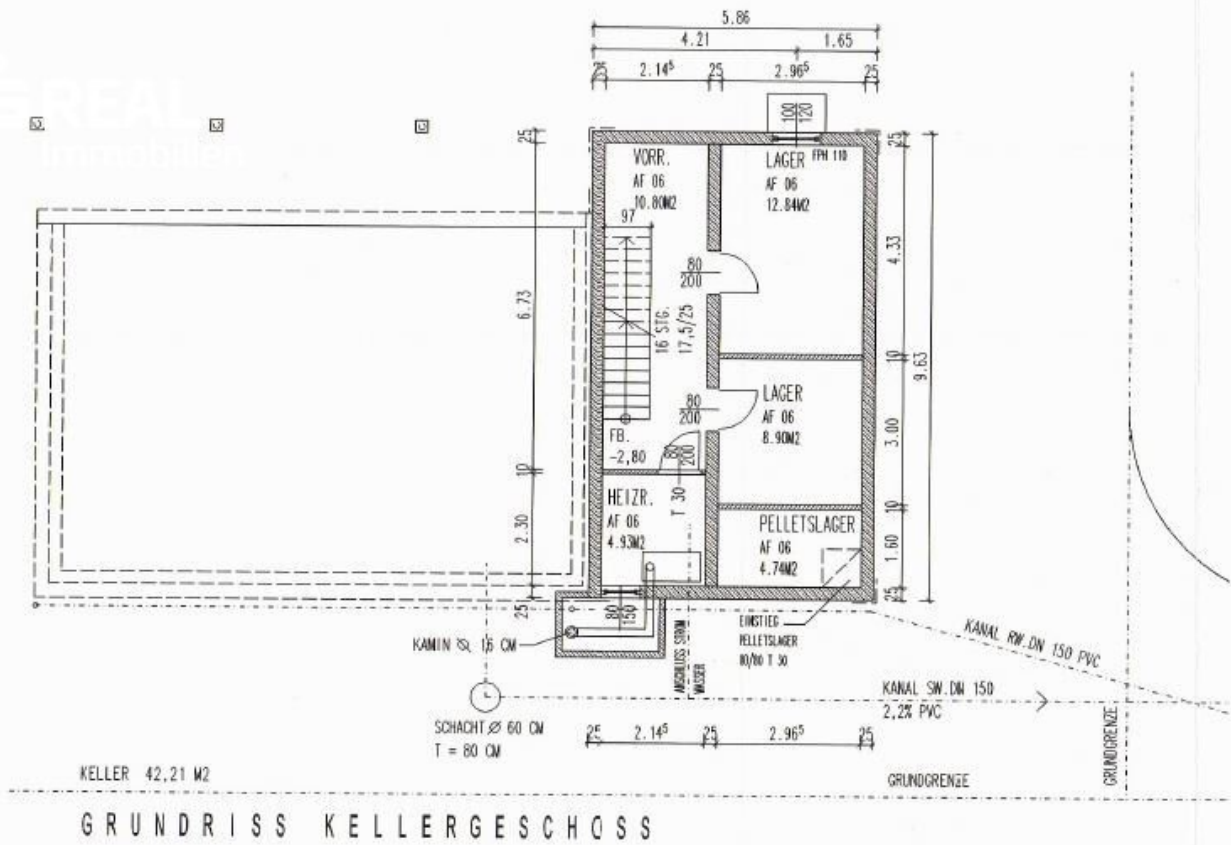 REAL
Immobilien
5.86
4.21 1.65
25 2.14⁵ 25 2.96⁵ 25
100
120
FPH 110
VORR.
AF 06
10.80M2
97
LAGER
AF 06
12.84M2
25
25
6.73
4.33
9.63
80
200
16 STG.
17,5/25
10
LAGER
AF 06
8.90M2
80
200
3.00
FB.
-2,80
80
200
T 30
10
10
HEIZR.
AF 06
4.93M2
2.30
PELLETSLAGER
AF 06
4.74M2
1.60
25
25
80
150
KAMIN Ø 16 CM
ANSCHLUSS STROM
WASSER
EINSTIEG
PELLETSLAGER
80/80 T 30
KANAL RW.DN 150 PVC
KANAL SW.DN 150
2,2% PVC
SCHACHT Ø 60 CM
T = 80 CM
25 2.14⁵ 25 2.96⁵ 25
GRUNDGRENZE
KELLER 42,21 M2
GRUNDGRENZE
GRUNDRISS KELLERGESCHOSS